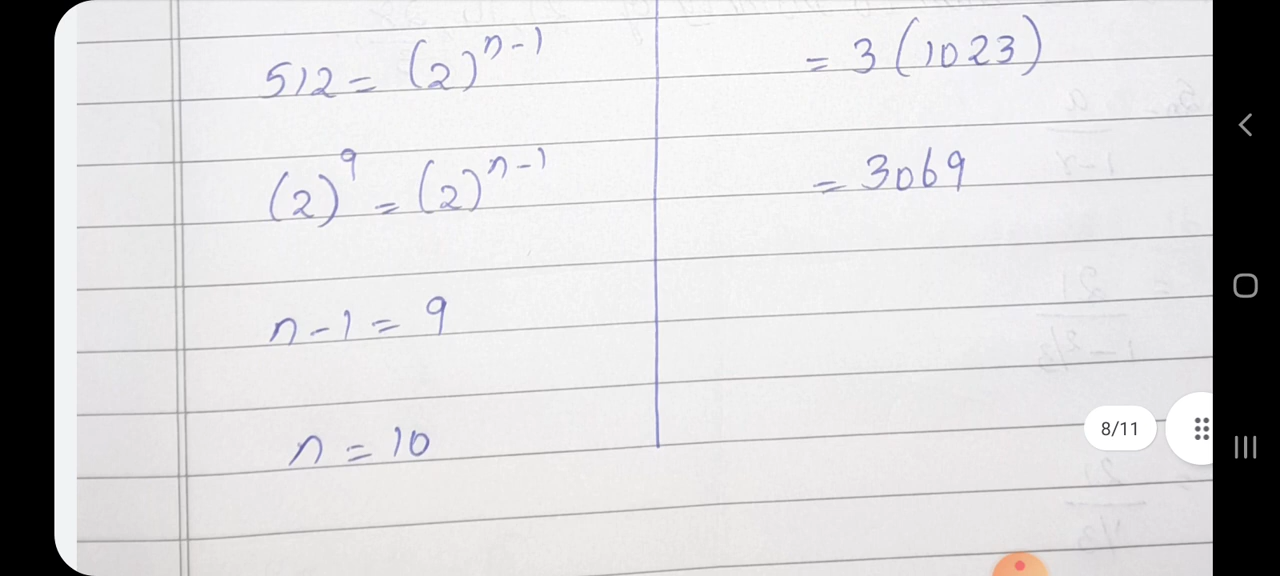 512 = (2)^{n-1}
(2)^9 = (2)^{n-1}
n-1 = 9
n = 10
= 3(1023)
= 3069
8/11